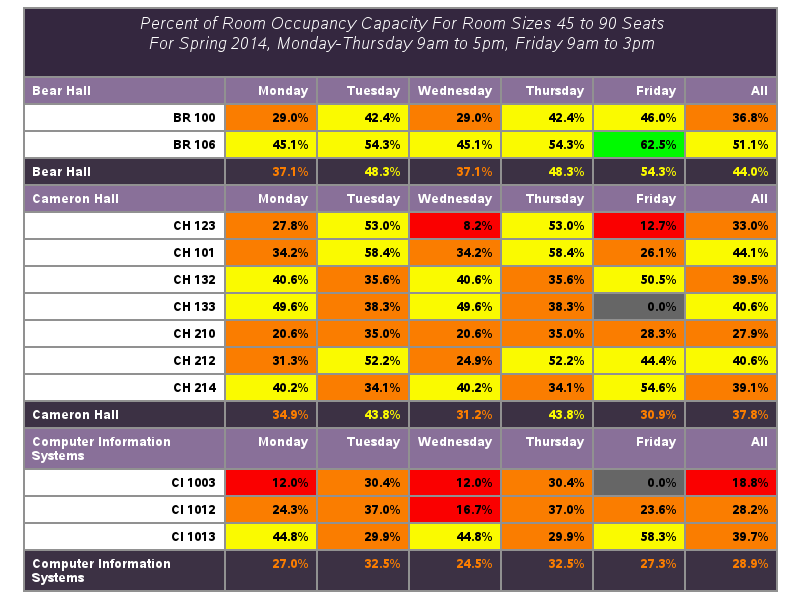 Percent of Room Occupancy Capacity For Room Sizes 45 to 90 Seats
For Spring 2014, Monday-Thursday 9am to 5pm, Friday 9am to 3pm
Bear Hall Monday Tuesday Wednesday Thursday Friday All
BR 100 29.0% 42.4% 29.0% 42.4% 46.0% 36.8%
BR 106 45.1% 54.3% 45.1% 54.3% 62.5% 51.1%
Bear Hall 37.1% 48.3% 37.1% 48.3% 54.3% 44.0%
Cameron Hall Monday Tuesday Wednesday Thursday Friday All
CH 123 27.8% 53.0% 8.2% 53.0% 12.7% 33.0%
CH 101 34.2% 58.4% 34.2% 58.4% 26.1% 44.1%
CH 132 40.6% 35.6% 40.6% 35.6% 50.5% 39.5%
CH 133 49.6% 38.3% 49.6% 38.3% 0.0% 40.6%
CH 210 20.6% 35.0% 20.6% 35.0% 28.3% 27.9%
CH 212 31.3% 52.2% 24.9% 52.2% 44.4% 40.6%
CH 214 40.2% 34.1% 40.2% 34.1% 54.6% 39.1%
Cameron Hall 34.9% 43.8% 31.2% 43.8% 30.9% 37.8%
Computer Information Monday Tuesday Wednesday Thursday Friday All
Systems
CI 1003 12.0% 30.4% 12.0% 30.4% 0.0% 18.8%
CI 1012 24.3% 37.0% 16.7% 37.0% 23.6% 28.2%
CI 1013 44.8% 29.9% 44.8% 29.9% 58.3% 39.7%
Computer Information 27.0% 32.5% 24.5% 32.5% 27.3% 28.9%
Systems